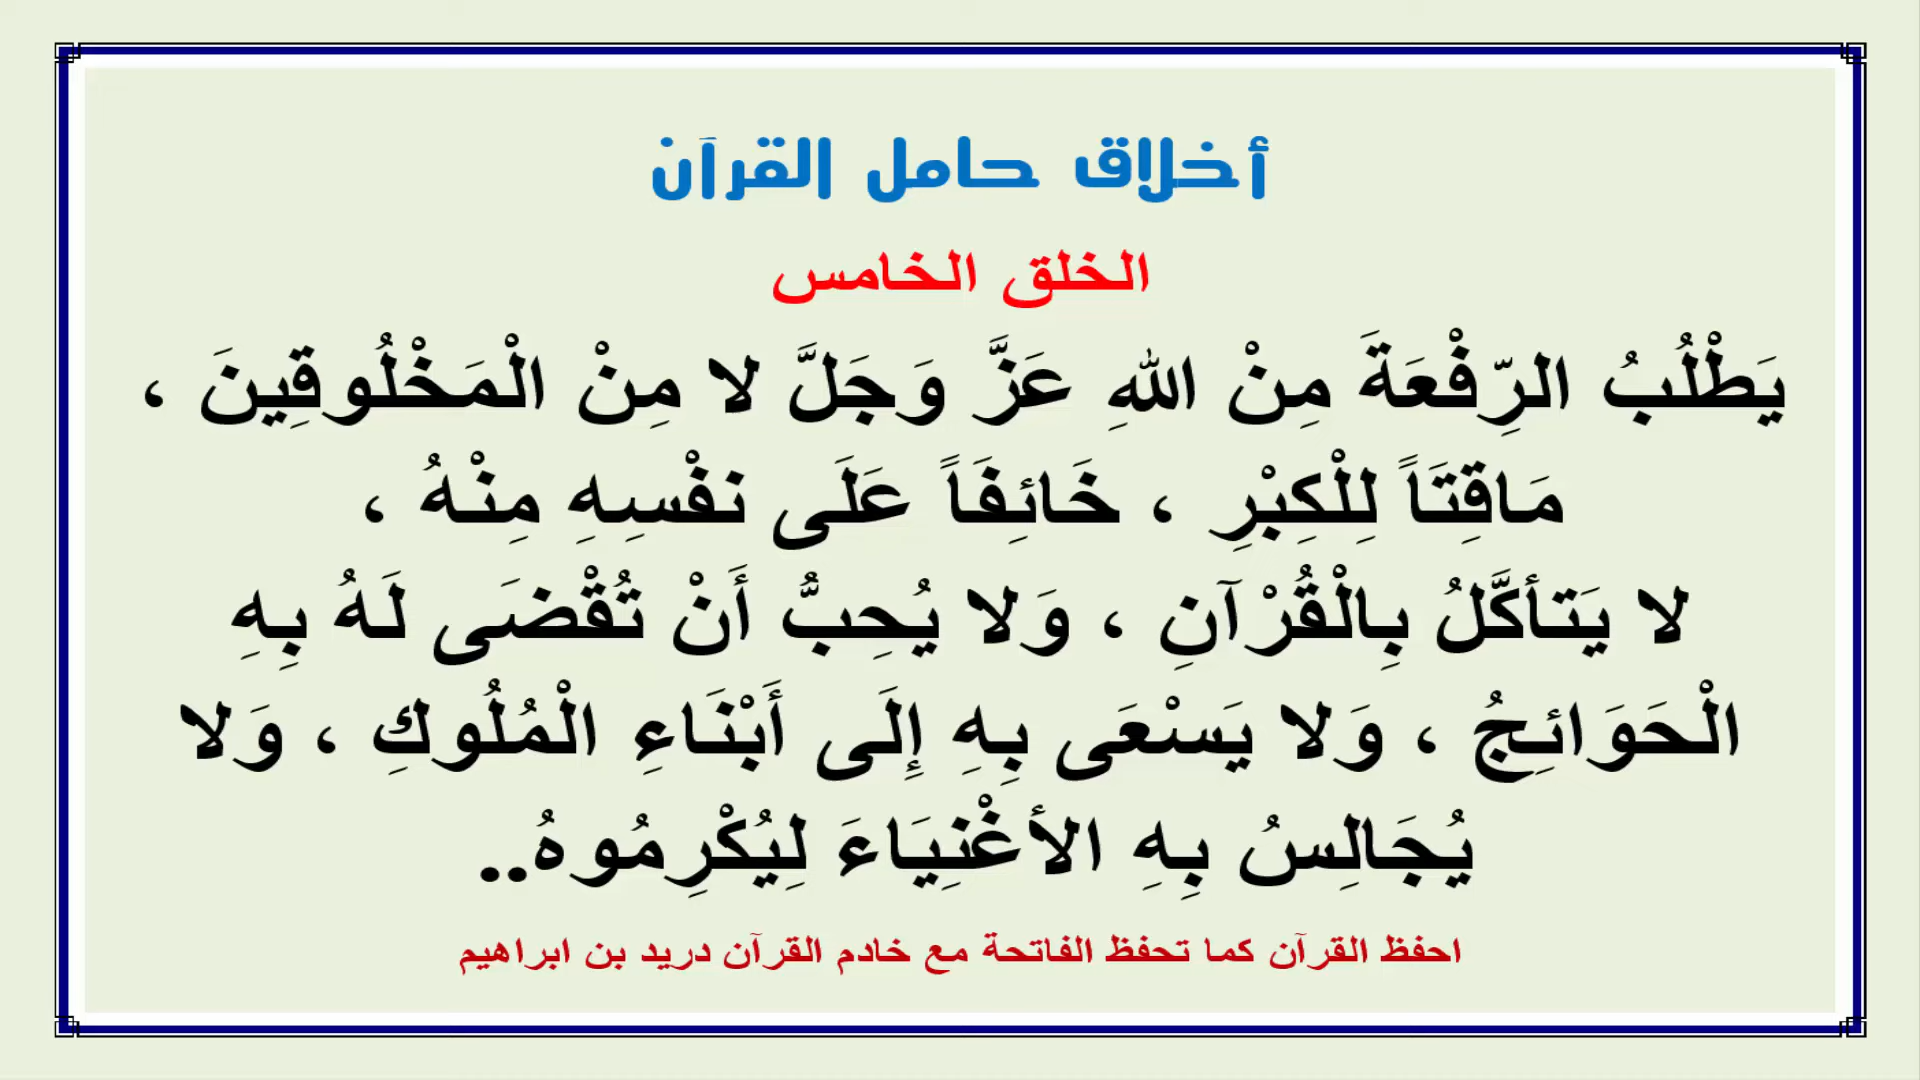 أخلاق حامل القرآن
الخلق الخامس
يَطْلُبُ الرِّفْعَةَ مِنْ اللهِ عَزَّ وَجَلَّ لا مِنْ الْمَخْلُوقِينَ ،
مَاقِتَاً لِلْكِبْرِ ، خَائِفَاً عَلَى نفْسِهِ مِنْهُ ،
لا يَتأكَّلُ بِالْقُرْآنِ ، وَلا يُحِبُّ أَنْ تُقْضَى لَهُ بِهِ
الْحَوَائِجُ ، وَلا يَسْعَى بِهِ إِلَى أَبْنَاءِ الْمُلُوكِ ، وَلا
يُجَالِسُ بِهِ الأغْنِيَاءَ لِيُكْرِمُوهُ..
احفظ القرآن كما تحفظ الفاتحة مع خادم القرآن دريد بن ابراهيم